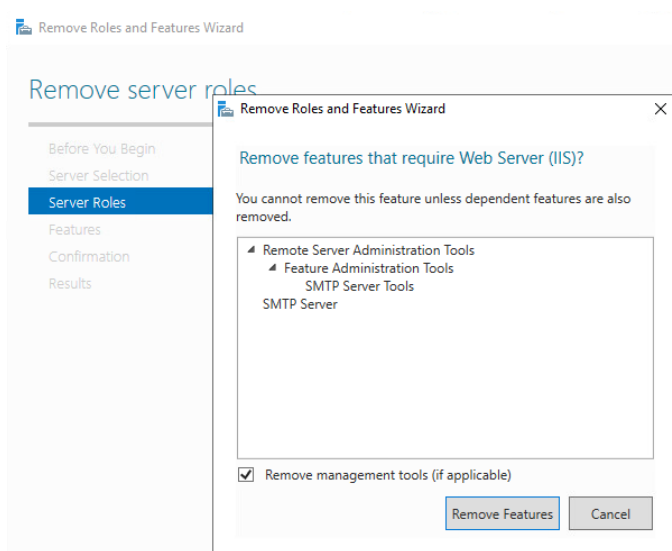 Remove Roles and Features Wizard
Remove server roles
Before You Begin
Server Selection
Server Roles
Features
Confirmation
Results
Remove Roles and Features Wizard
Remove features that require Web Server (IIS)?
You cannot remove this feature unless dependent features are also
removed.
Remote Server Administration Tools
Feature Administration Tools
SMTP Server Tools
SMTP Server
Remove management tools (if applicable)
Remove Features
Cancel